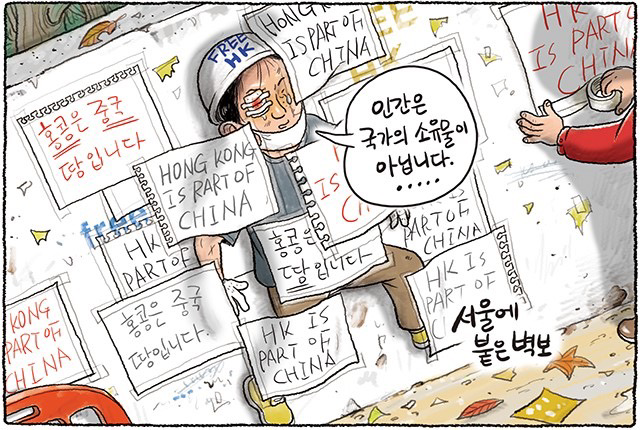 HONG KONG
IS PART OF
CHINA
HK
IS PART
CHINA
FREE
HK
홍콩은 중국
땅입니다
인간은
국가의 소유물이
아닙니다.
.....
HONG KONG
IS PART OF
CHINA
IS
free
HK
PART OF
홍콩은
땅입니다
PART OF
CHINA
KONG
PART OF
CHINA
홍콩은 중국
땅입니다.
HK IS
PART OF
CHINA
HK IS
PART OF
서울에
붙은 벽보